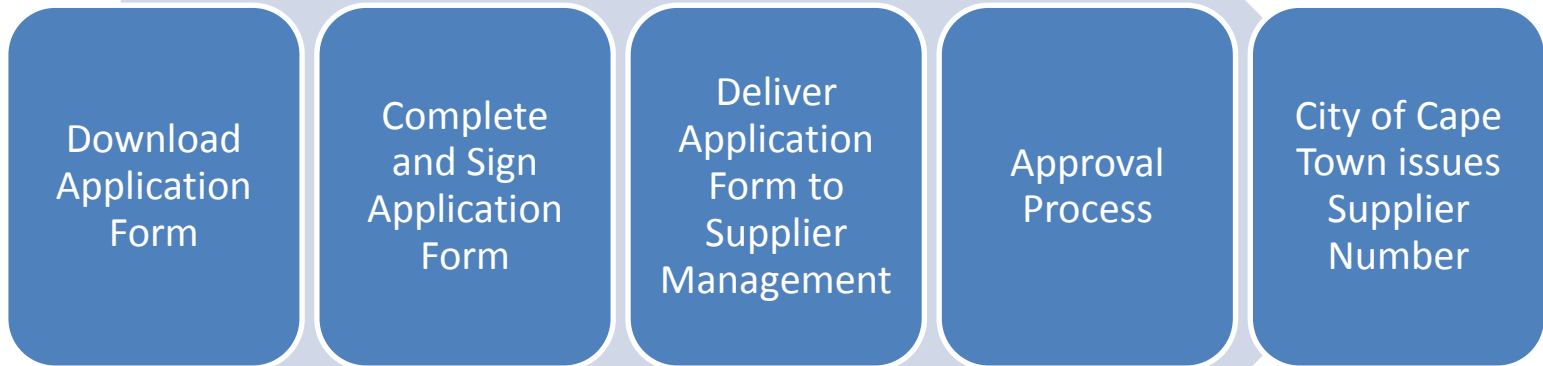 Download
Application
Form
Complete
and Sign
Application
Form
Deliver
Application
Form to
Supplier
Management
Approval
Process
City of Cape
Town issues
Supplier
Number